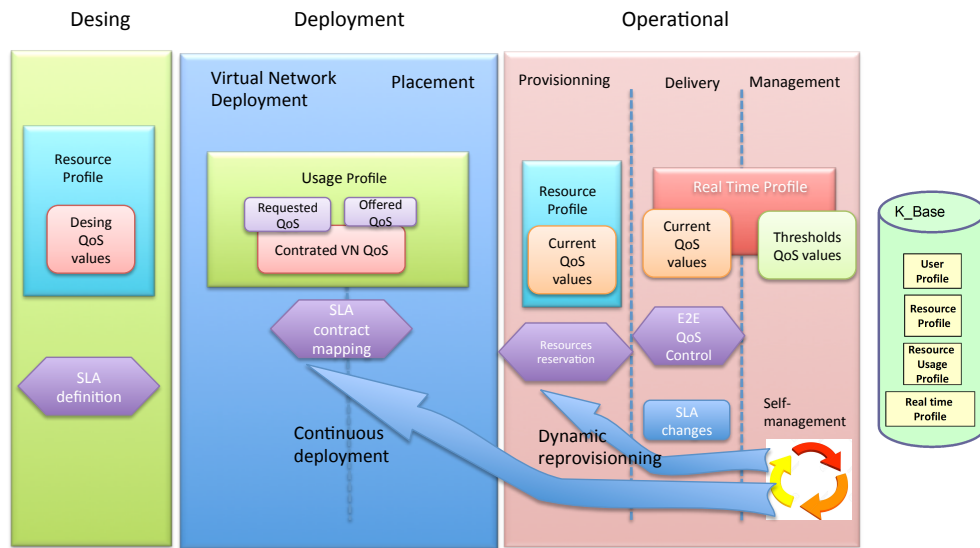 Desing
Deployment
Operational
Virtual Network
Deployment
Placement
Provisionning
Delivery
Management
Resource
Profile
Desing
QoS
values
Usage Profile
Requested
QoS
Offered
QoS
Contrated VN QoS
Resource
Profile
Current
QoS
values
Real Time Profile
Current
QoS
values
Thresholds
QoS values
K_Base
User
Profile
Resource
Profile
Resource
Usage
Profile
Real time
Profile
SLA
definition
SLA
contract
mapping
Resources
reservation
E2E
QoS
Control
SLA
changes
Self-
management
Continuous
deployment
Dynamic
reprovisionning